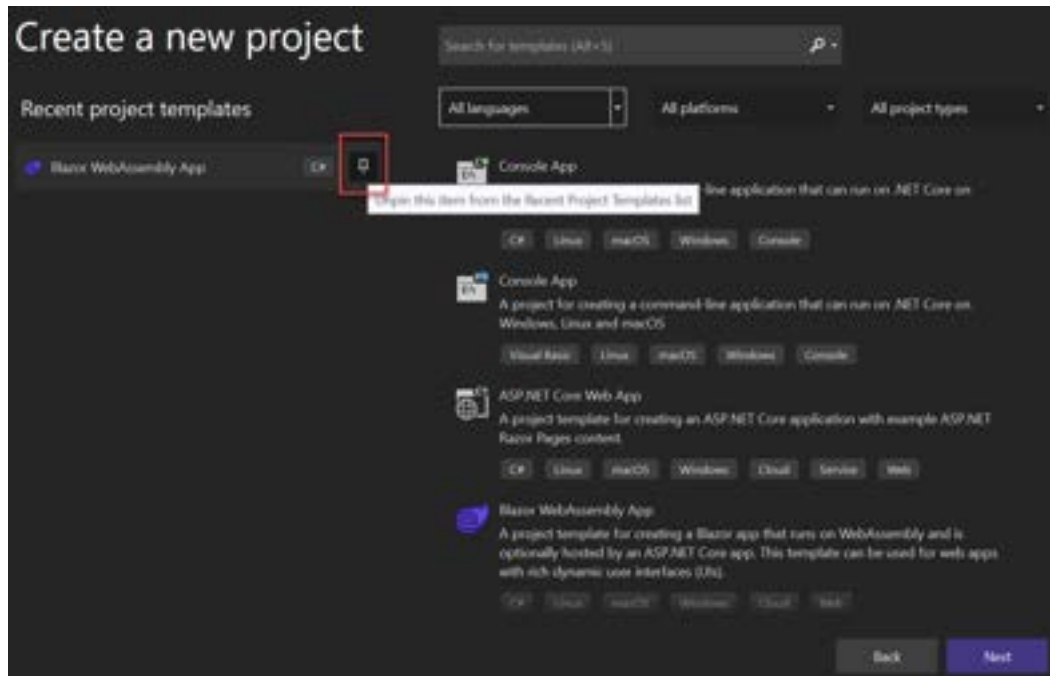 Create a new project
Search for templates (Alt+S)
Recent project templates
All languages
All platforms
All project types
Blazor WebAssembly App
C#
Unpin this item from the Recent Project Templates list
Console App
-line application that can run on .NET Core on
C# Linux macOS Windows Console
Console App
A project for creating a command-line application that can run on .NET Core on
Windows, Linux and macOS
Visual Basic Linux macOS Windows Console
ASP.NET Core Web App
A project template for creating an ASP.NET Core application with example ASP.NET
Razor Pages content.
C# Linux macOS Windows Cloud Service Web
Blazor WebAssembly App
A project template for creating a Blazor app that runs on WebAssembly and is
optionally hosted by an ASP.NET Core app. This template can be used for web apps
with rich dynamic user interfaces (UIs).
C# Linux macOS Windows Cloud Web
Back
Next